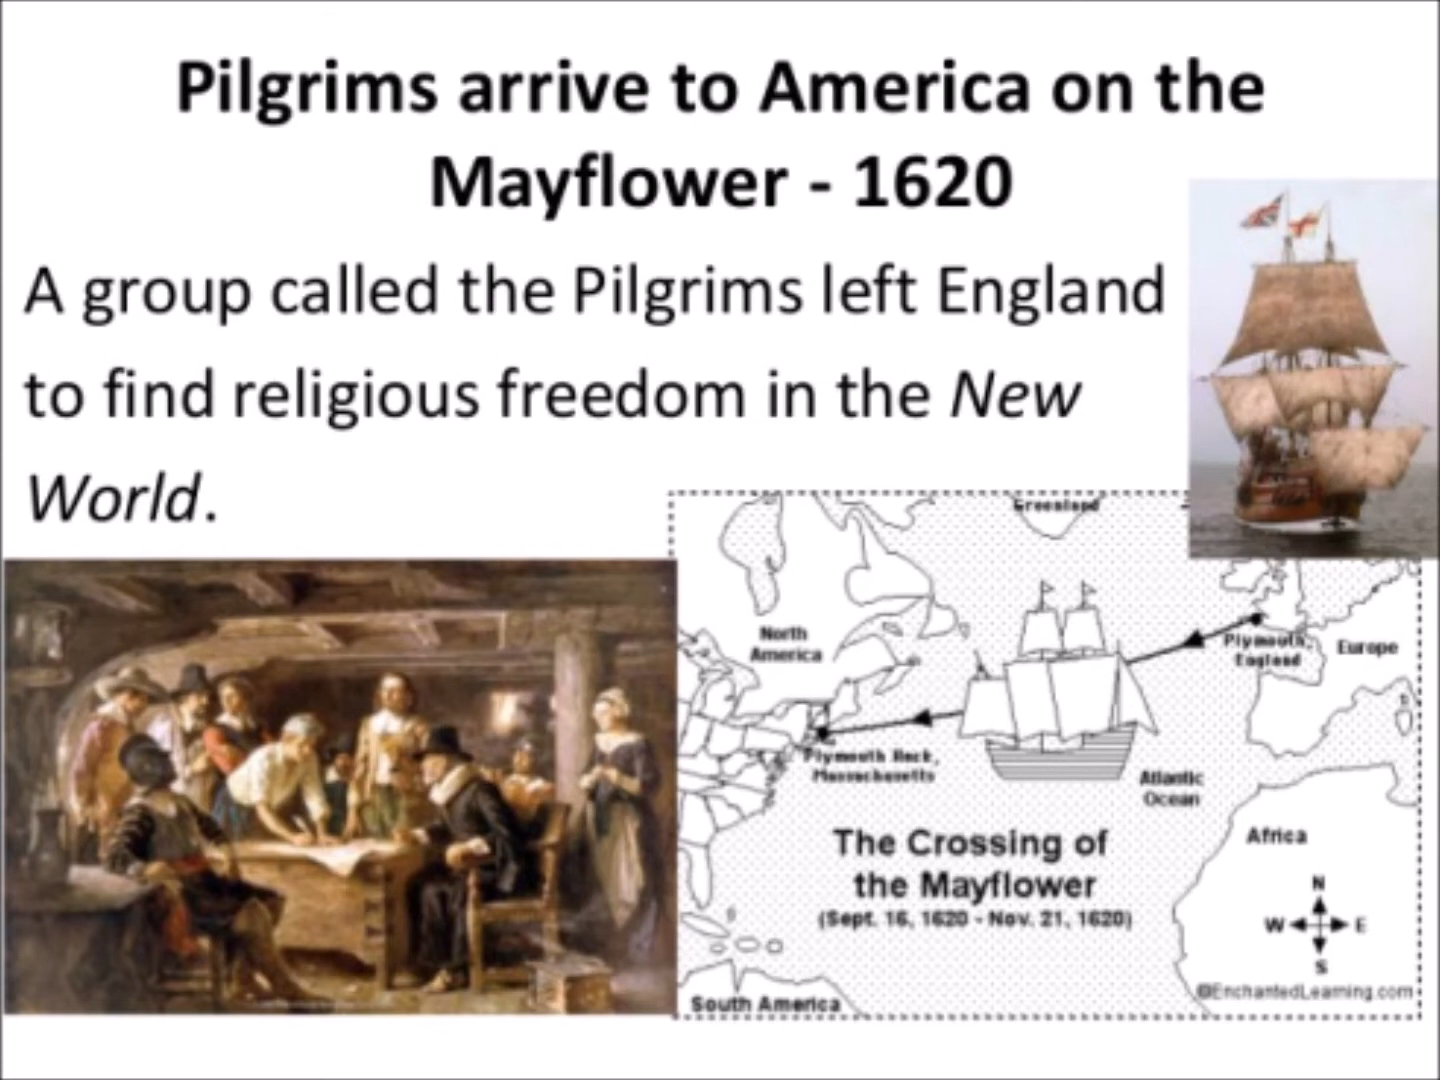 Pilgrims arrive to America on the
Mayflower - 1620
A group called the Pilgrims left England
to find religious freedom in the New
World.
Greenland
North
America
Plymouth,
England
Europe
Plymouth Rock,
Massachusetts
Atlantic
Ocean
The Crossing of
the Mayflower
(Sept. 16, 1620 - Nov. 21, 1620)
Africa
N
W E
S
South America
©EnchantedLearning.com